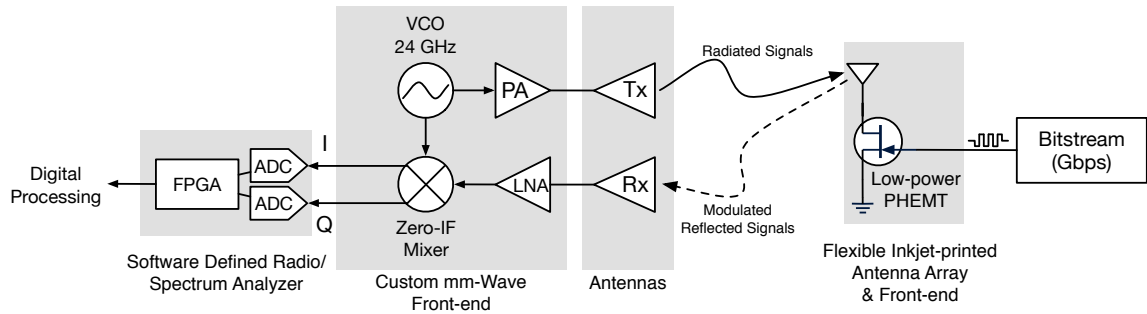 VCO
24 GHz
PA
Tx
Radiated Signals
Bitstream
(Gbps)
I
ADC
FPGA
ADC
Q
Digital
Processing
LNA
Rx
Zero-IF
Mixer
Low-power
PHEMT
Modulated
Reflected Signals
Software Defined Radio/
Spectrum Analyzer
Custom mm-Wave
Front-end
Antennas
Flexible Inkjet-printed
Antenna Array
& Front-end